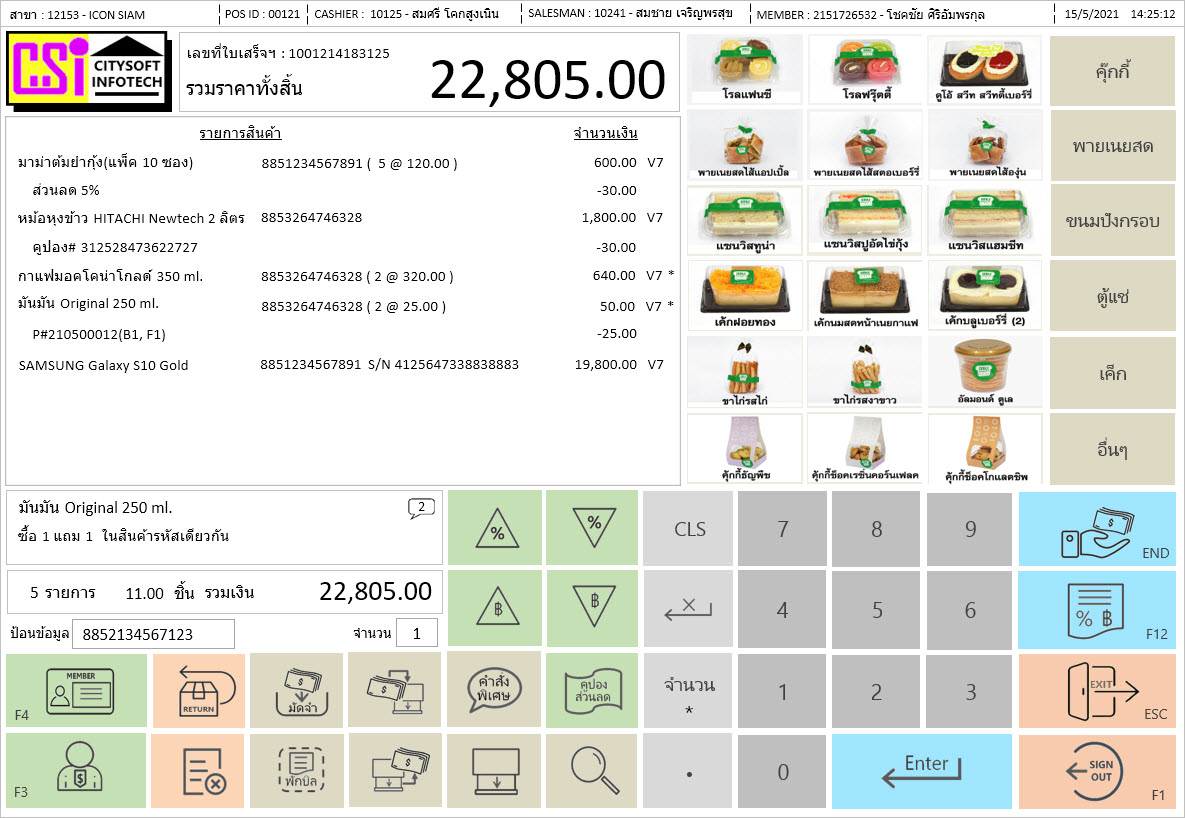 สาขา : 12153 - ICON SIAM
POS ID : 00121
CASHIER : 10125 - สมศรี โคกสูงเนิน
SALESMAN : 10241 - สมชาย เจริญพรสุข
MEMBER : 2151726532 - โชคชัย ศิริอัมพรกุล
15/5/2021 14:25:12
CSi CITYSOFT INFOTECH
เลขที่ใบเสร็จฯ : 1001214183125
รวมราคาทั้งสิ้น 22,805.00
รายการสินค้า จำนวนเงิน
มาม่าต้มยำกุ้ง(แพ็ค 10 ซอง) 8851234567891 ( 5 @ 120.00 ) 600.00 V7
ส่วนลด 5% -30.00
หม้อหุงข้าว HITACHI Newtech 2 ลิตร 8853264746328 1,800.00 V7
คูปอง# 312528473622727 -30.00
กาแฟมอคโคน่าโกลด์ 350 ml. 8853264746328 ( 2 @ 320.00 ) 640.00 V7 *
มันมัน Original 250 ml. 8853264746328 ( 2 @ 25.00 ) 50.00 V7 *
P#210500012(B1, F1) -25.00
SAMSUNG Galaxy S10 Gold 8851234567891 S/N 4125647338838883 19,800.00 V7
โรลแฟนซี
โรลฟรุ๊ตตี้
ดูโอ้ สวีท สวีทดี้เบอร์รี่
คุ๊กกี้
พายเนยสดไส้แอปเปิ้ล
พายเนยสดไส้สตอเบอร์รี่
พายเนยสดไส้องุ่น
พายเนยสด
แซนวิสทูน่า
แซนวิสปูอัดไข่กุ้ง
แซนวิสแฮมชีท
ขนมปังกรอบ
เค้กฝอยทอง
เค้กนมสดหน้าเนยกาแฟ
เค้กบลูเบอร์รี่ (2)
ตู้แช่
ขาไก่รสไก่
ขาไก่รสงาขาว
อัลมอนด์ ตูเล
เค็ก
คุ้กกี้ธัญพืช
คุ้กกี้ช็อคเรซิ่นคอร์นเฟลค
คุ้กกี้ช็อคโกแลตชิพ
อื่นๆ
มันมัน Original 250 ml. 2
ซื้อ 1 แถม 1 ในสินค้ารหัสเดียวกัน
5 รายการ 11.00 ชิ้น รวมเงิน 22,805.00
ป้อนข้อมูล 8852134567123 จำนวน 1
% % CLS 7 8 9 END
฿ ฿ 4 5 6 % ฿ F12
F4 MEMBER
RETURN
มัดจำ
คำสั่งพิเศษ
คูปองส่วนลด
จำนวน *
1 2 3
EXIT ESC
F3 $
พักบิล
. 0
Enter
SIGN OUT F1